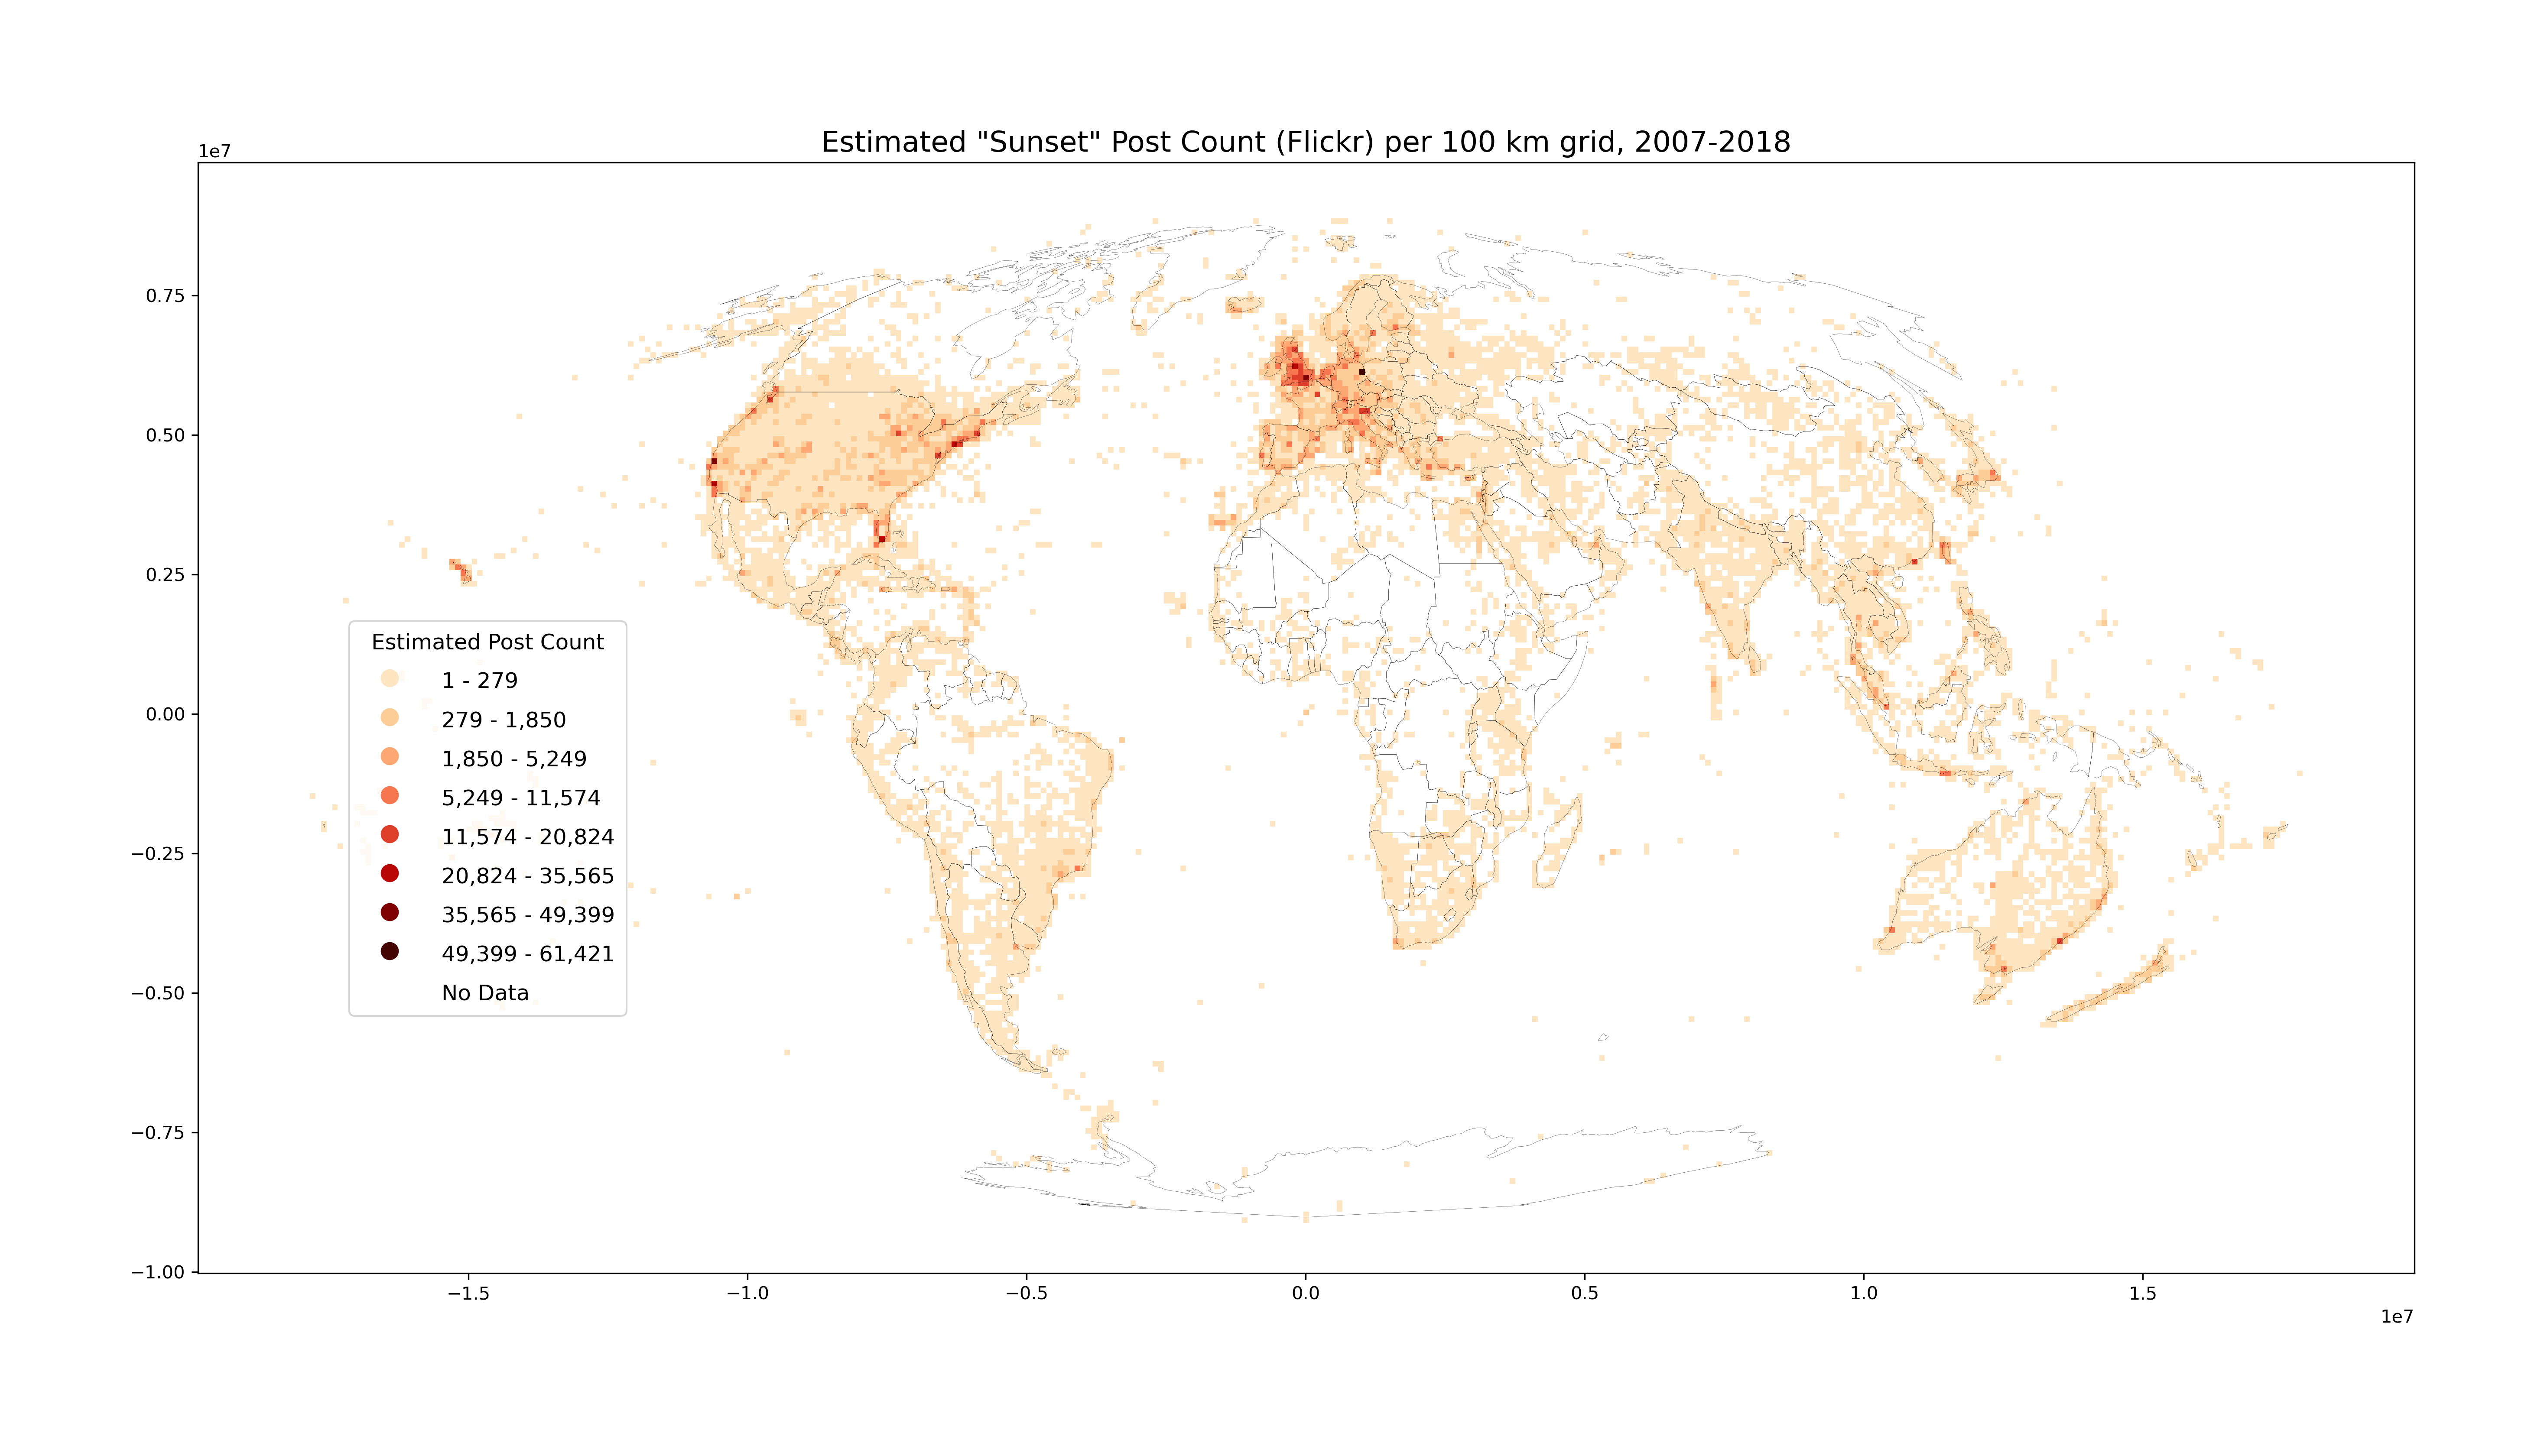 Estimated "Sunset" Post Count (Flickr) per 100 km grid, 2007-2018
1e7
0.75
0.50
0.25
0.00
−0.25
−0.50
−0.75
−1.00
Estimated Post Count
1 - 279
279 - 1,850
1,850 - 5,249
5,249 - 11,574
11,574 - 20,824
20,824 - 35,565
35,565 - 49,399
49,399 - 61,421
No Data
−1.5 −1.0 −0.5 0.0 0.5 1.0 1.5
1e7